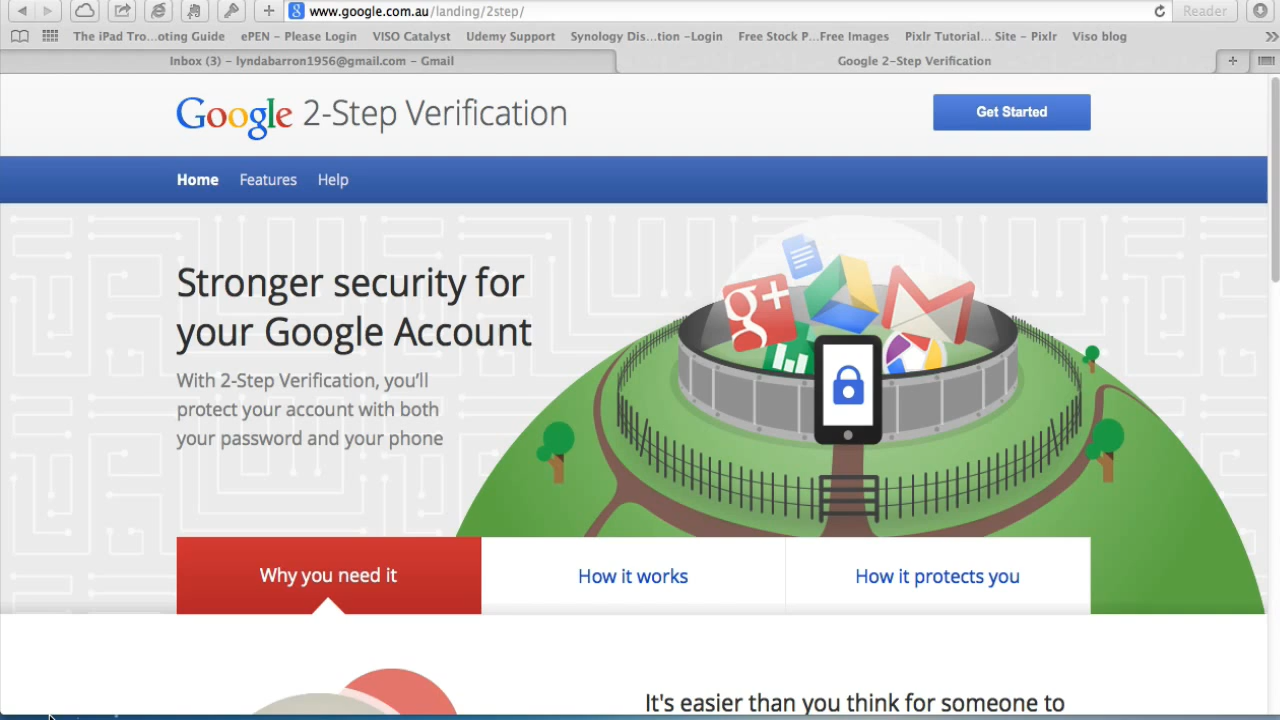 www.google.com.au/landing/2step/
Reader
The iPad Tro...oting Guide ePEN – Please Login VISO Catalyst Udemy Support Synology Dis...tion –Login Free Stock P...Free Images Pixlr Tutorial... Site – Pixlr Viso blog
Inbox (3) – lyndabarron1956@gmail.com – Gmail Google 2-Step Verification
Google 2-Step Verification
Get Started
Home Features Help
Stronger security for
your Google Account
With 2-Step Verification, you'll
protect your account with both
your password and your phone
g+
Why you need it How it works How it protects you
It's easier than you think for someone to